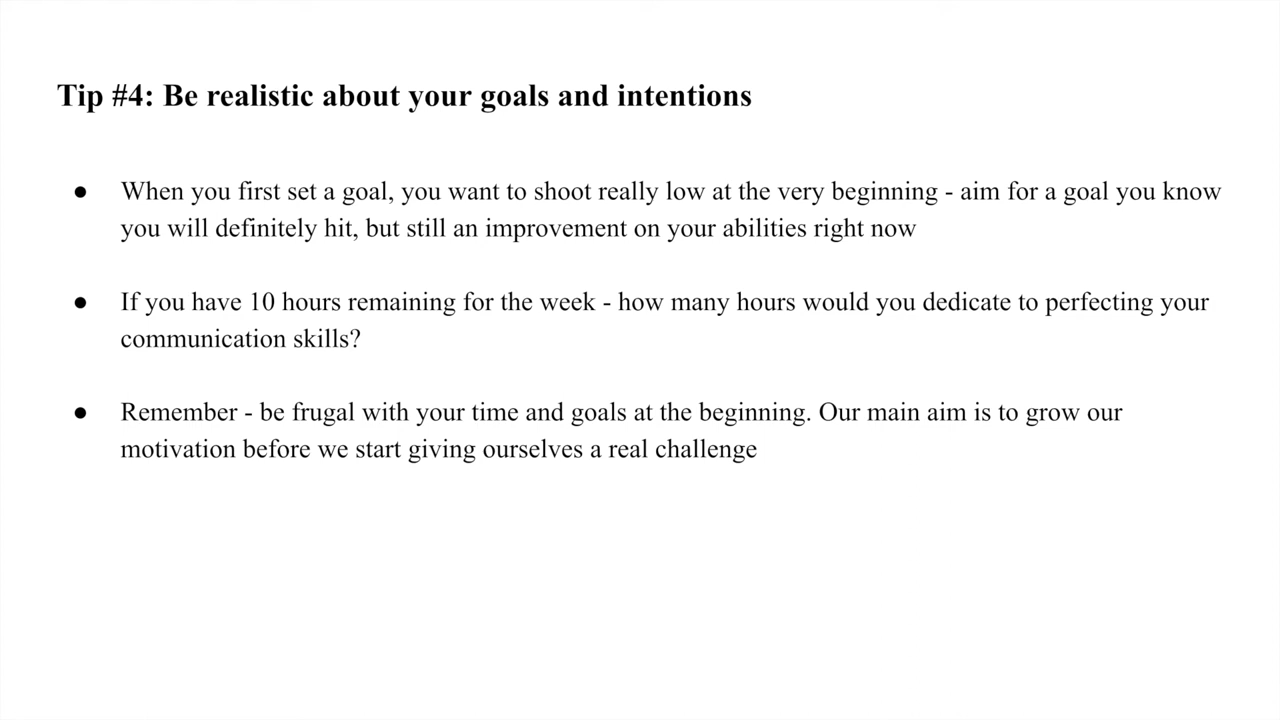 Tip #4: Be realistic about your goals and intentions
● When you first set a goal, you want to shoot really low at the very beginning - aim for a goal you know
you will definitely hit, but still an improvement on your abilities right now
● If you have 10 hours remaining for the week - how many hours would you dedicate to perfecting your
communication skills?
● Remember - be frugal with your time and goals at the beginning. Our main aim is to grow our
motivation before we start giving ourselves a real challenge